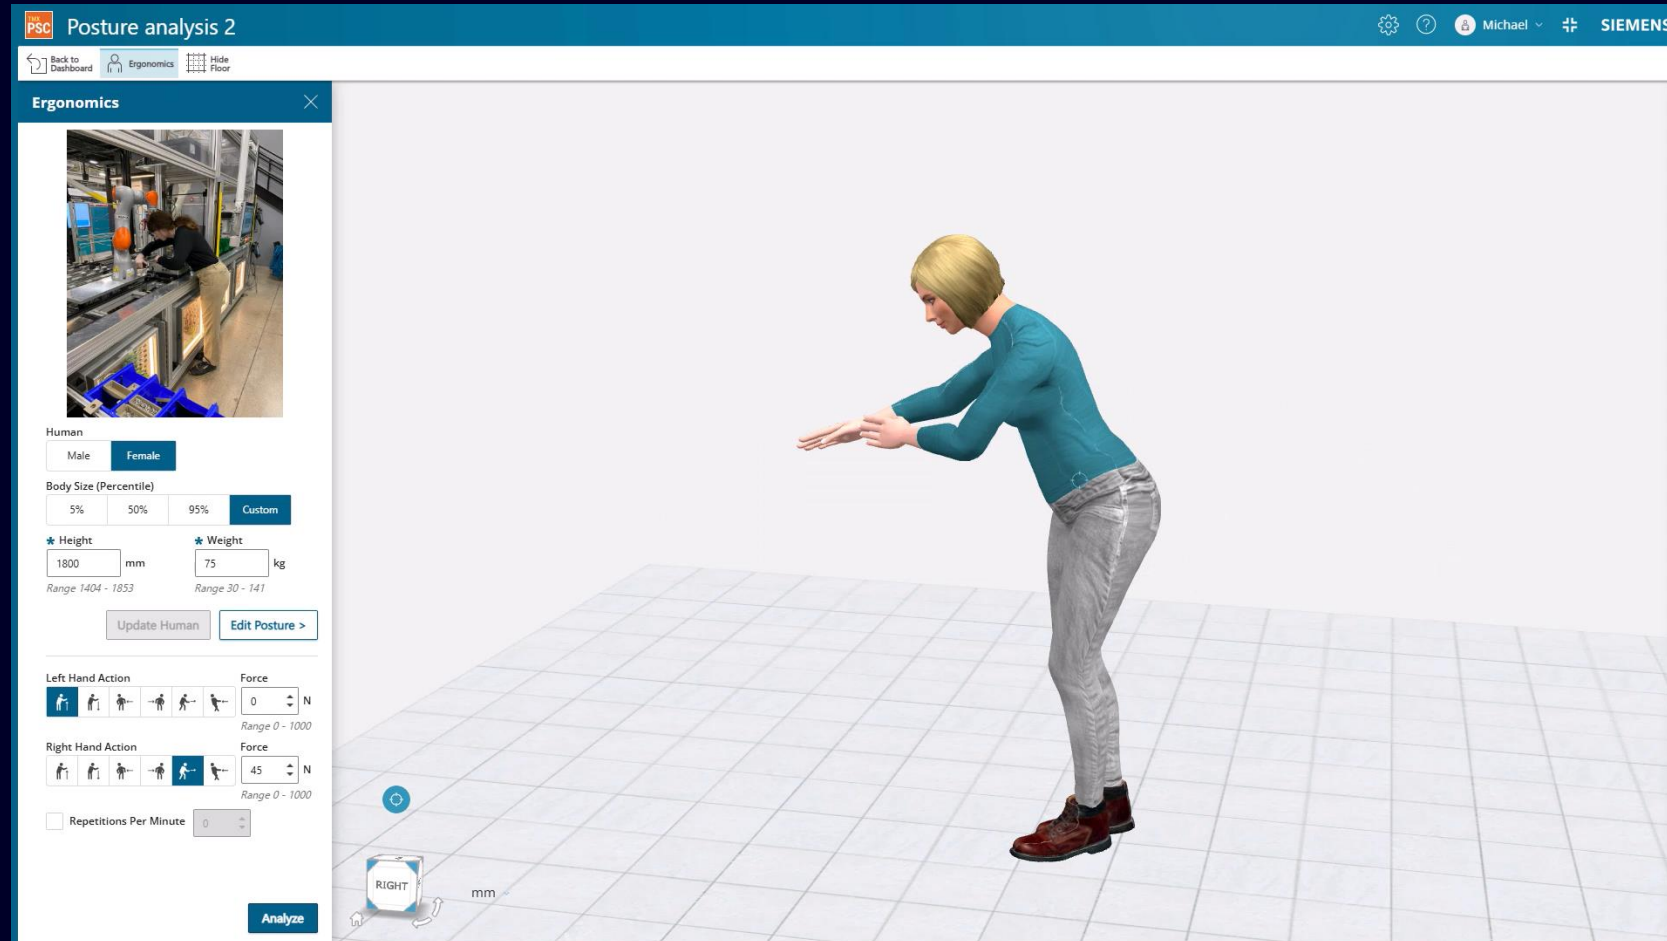 TMX
PSC Posture analysis 2
Michael
SIEMENS
Back to
Dashboard
Ergonomics
Hide
Floor
Ergonomics
Human
Male Female
Body Size (Percentile)
5% 50% 95% Custom
* Height * Weight
1800 mm 75 kg
Range 1404 - 1853 Range 30 - 141
Update Human Edit Posture >
Left Hand Action Force
0 N
Range 0 - 1000
Right Hand Action Force
45 N
Range 0 - 1000
Repetitions Per Minute 0
Analyze
RIGHT
mm